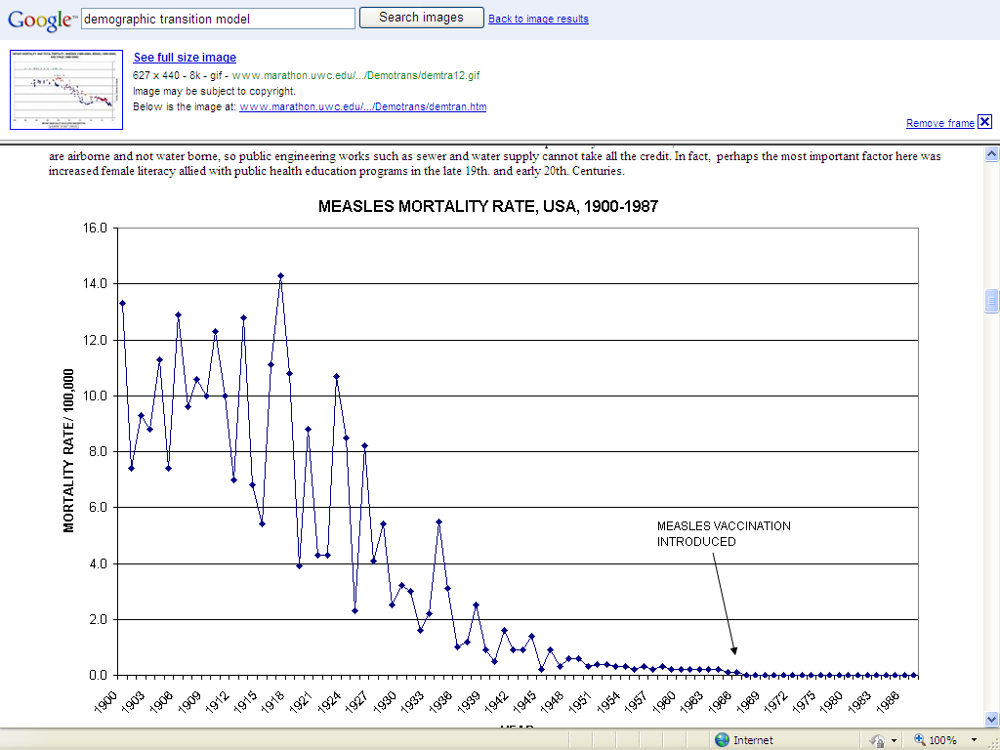 Google™ demographic transition model Search images Back to image results
See full size image
627 x 440 - 8k - gif - www.marathon.uwc.edu/.../Demotrans/demtra12.gif
Image may be subject to copyright.
Below is the image at: www.marathon.uwc.edu/.../Demotrans/demtran.htm
Remove frame
are airborne and not water borne, so public engineering works such as sewer and water supply cannot take all the credit. In fact, perhaps the most important factor here was
increased female literacy allied with public health education programs in the late 19th. and early 20th. Centuries.
MEASLES MORTALITY RATE, USA, 1900-1987
MORTALITY RATE / 100,000
16.0
14.0
12.0
10.0
8.0
6.0
4.0
2.0
0.0
MEASLES VACCINATION
INTRODUCED
1900 1903 1906 1909 1912 1915 1918 1921 1924 1927 1930 1933 1936 1939 1942 1945 1948 1951 1954 1957 1960 1963 1966 1969 1972 1975 1980 1983 1986
Internet 100%